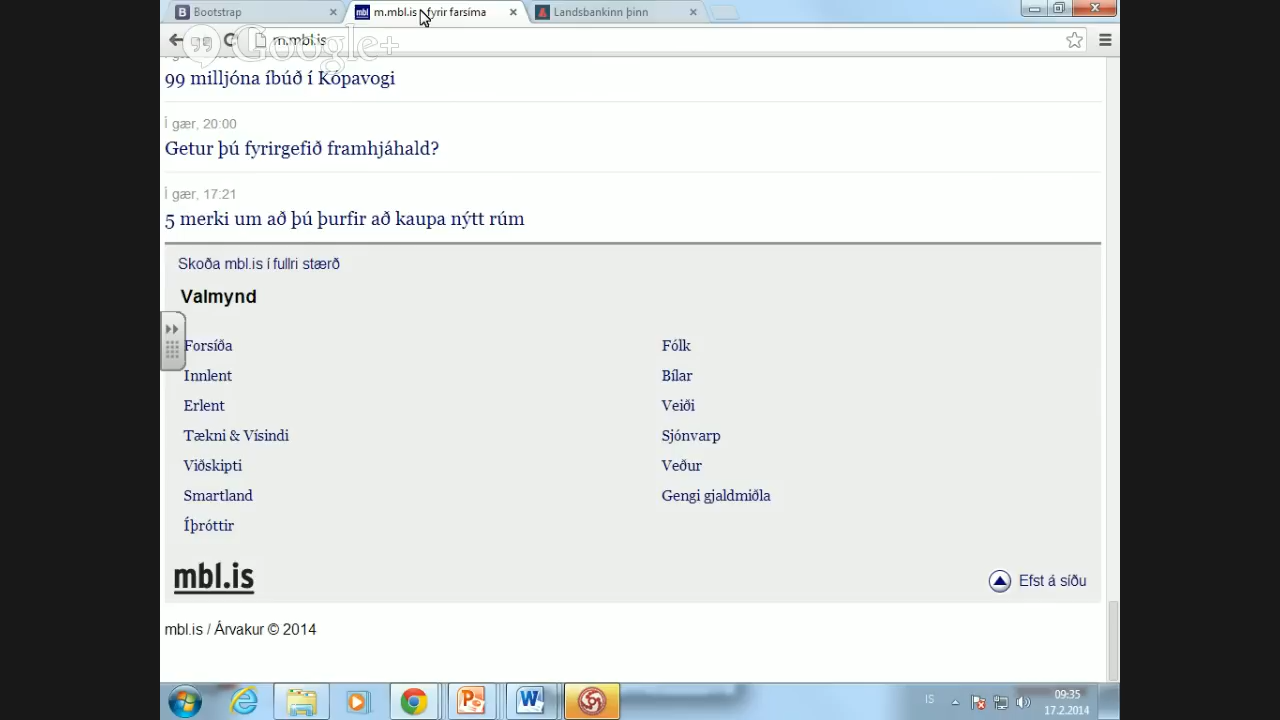 Bootstrap
m.mbl.is - fyrir farsíma
Landsbankinn þinn
m.mbl.is
Google+
99 milljóna íbúð í Kópavogi
Í gær, 20:00
Getur þú fyrirgefið framhjáhald?
Í gær, 17:21
5 merki um að þú þurfir að kaupa nýtt rúm
Skoða mbl.is í fullri stærð
Valmynd
Forsíða
Innlent
Erlent
Tækni & Vísindi
Viðskipti
Smartland
Íþróttir
Fólk
Bílar
Veiði
Sjónvarp
Veður
Gengi gjaldmiðla
mbl.is
Efst á síðu
mbl.is / Árvakur © 2014
IS
09:35
17.2.2014